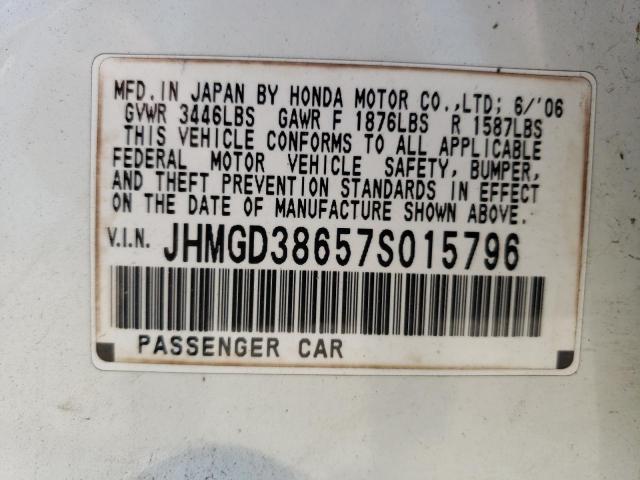 MFD.IN JAPAN BY HONDA MOTOR CO.,LTD; 6/'06
GVWR 3446LBS GAWR F 1876LBS R 1587LBS
THIS VEHICLE CONFORMS TO ALL APPLICABLE
FEDERAL MOTOR VEHICLE SAFETY, BUMPER,
AND THEFT PREVENTION STANDARDS IN EFFECT
ON THE DATE OF MANUFACTURE SHOWN ABOVE.
V.I.N. JHMGD38657S015796
PASSENGER CAR